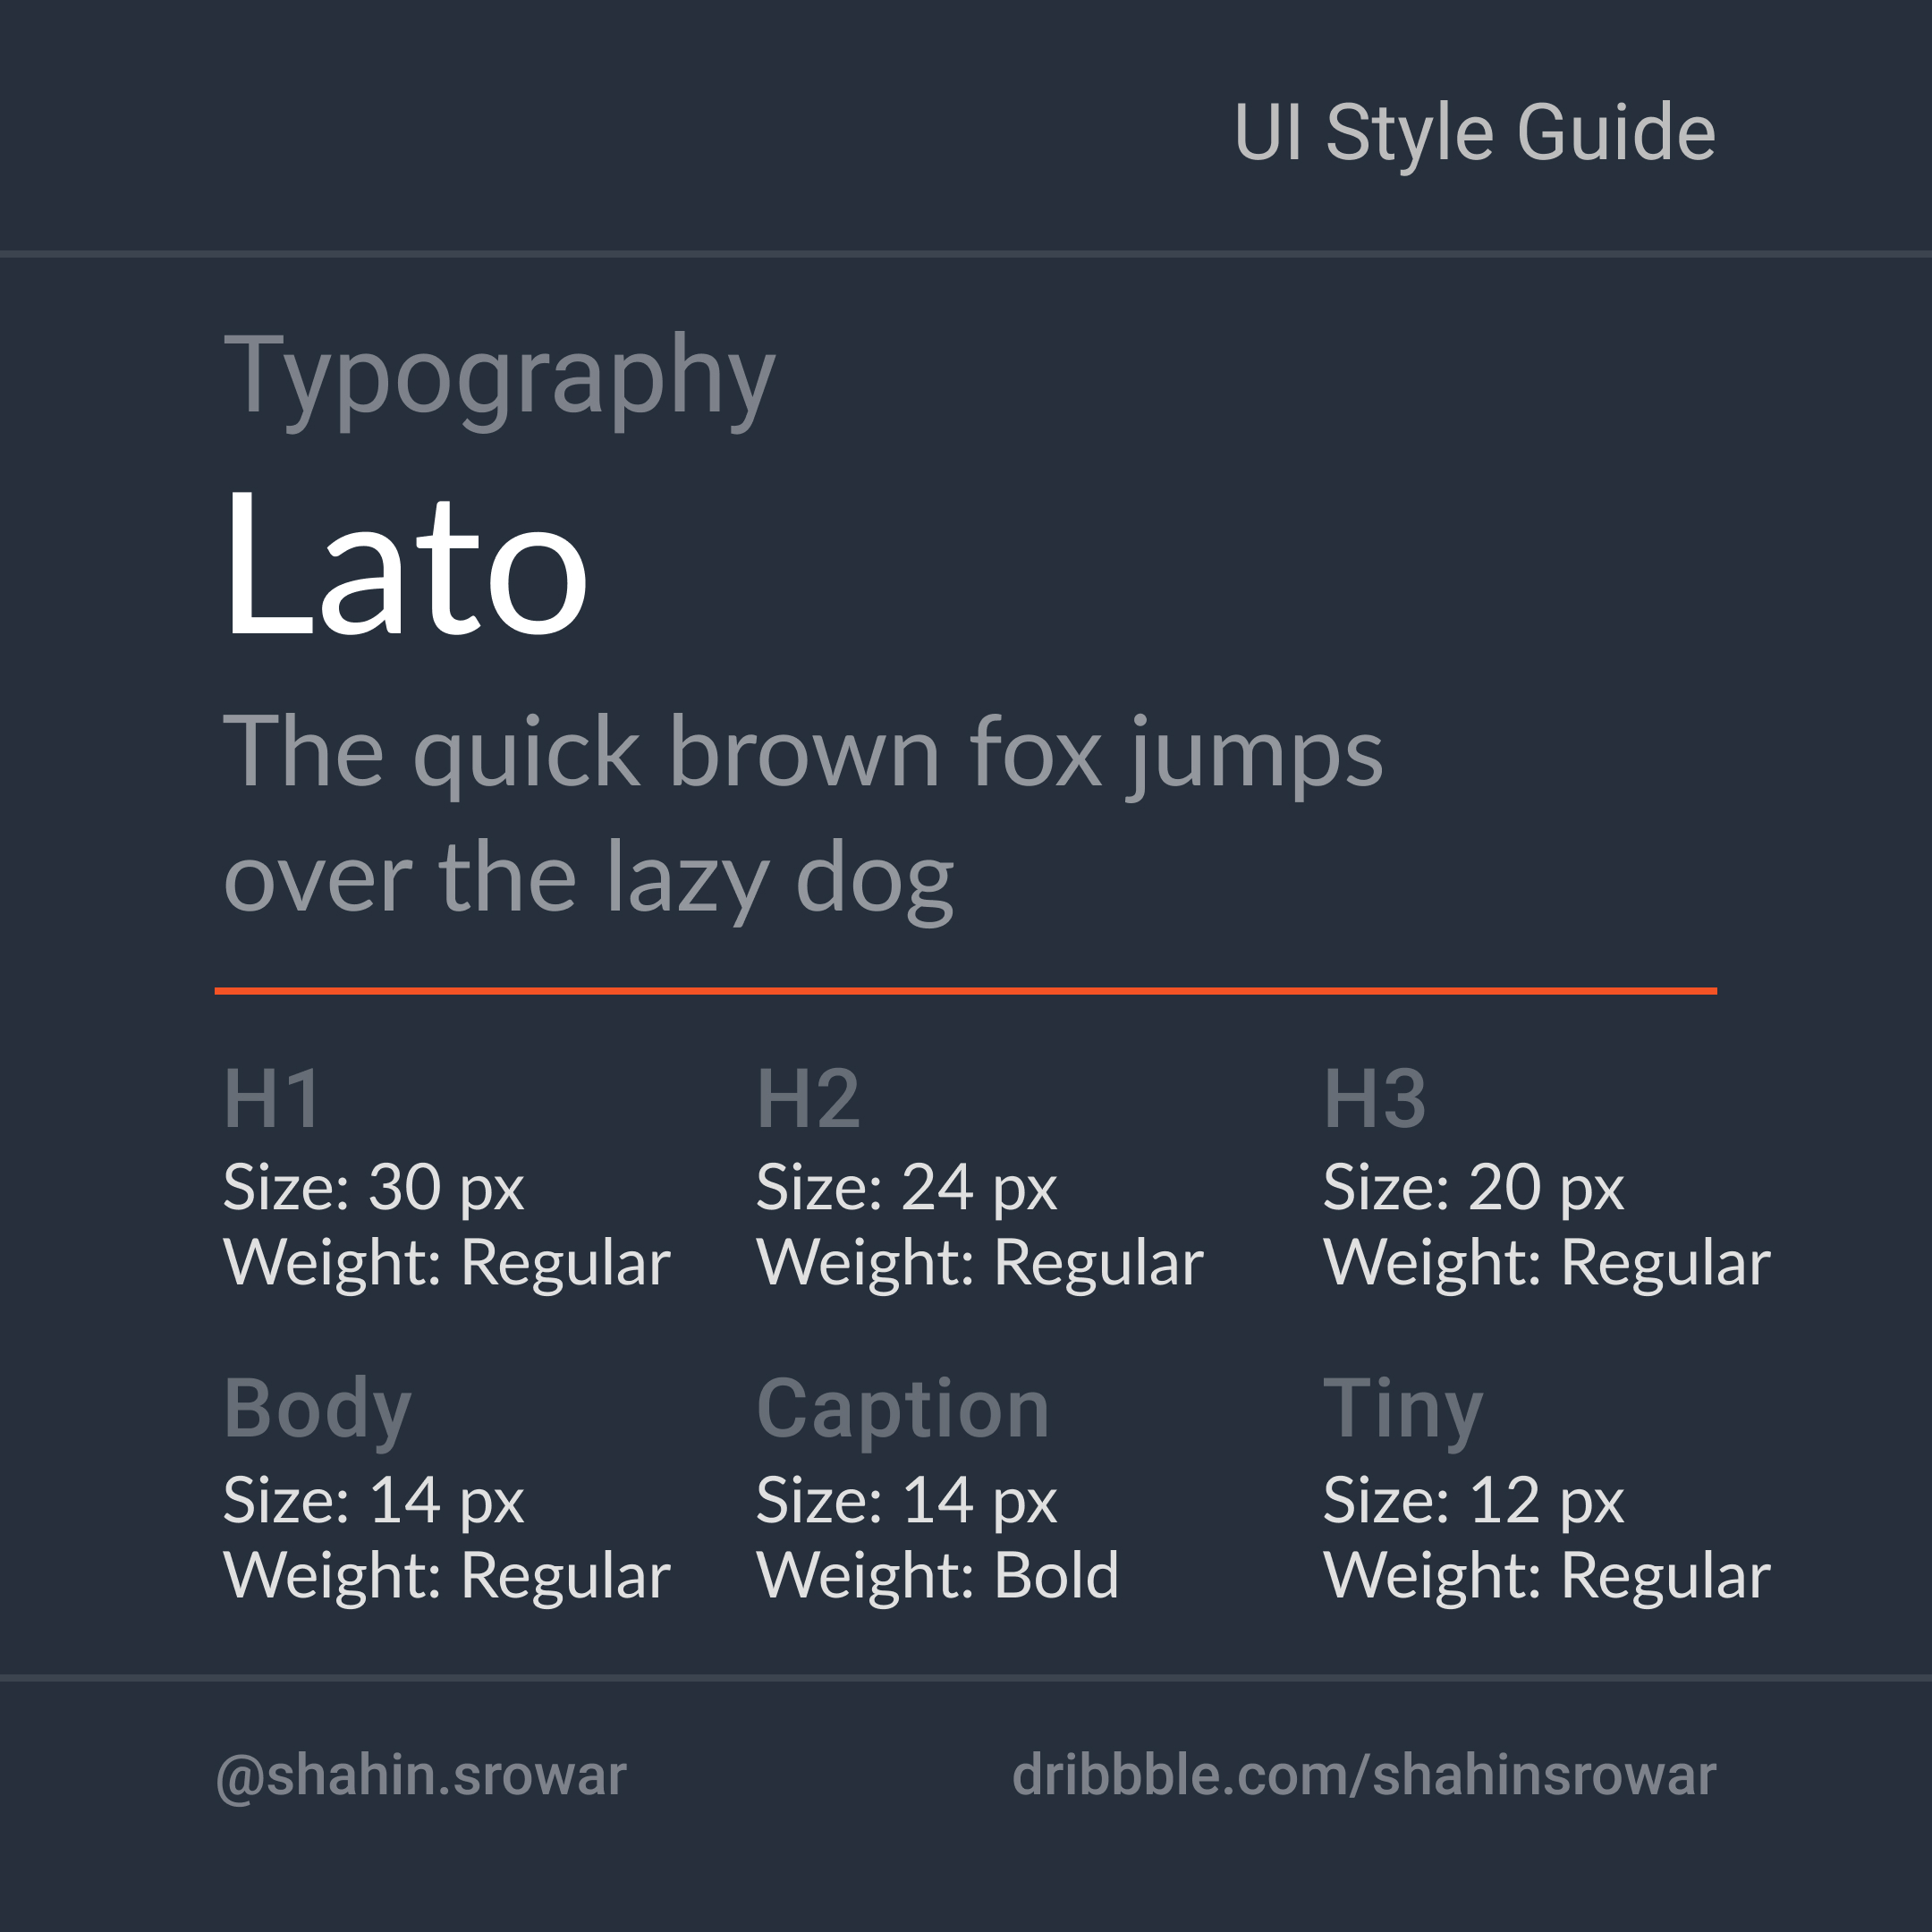 UI Style Guide
Typography
Lato
The quick brown fox jumps
over the lazy dog
H1
Size: 30 px
Weight: Regular
H2
Size: 24 px
Weight: Regular
H3
Size: 20 px
Weight: Regular
Body
Size: 14 px
Weight: Regular
Caption
Size: 14 px
Weight: Bold
Tiny
Size: 12 px
Weight: Regular
@shahin.srowar
dribbble.com/shahinsrowar